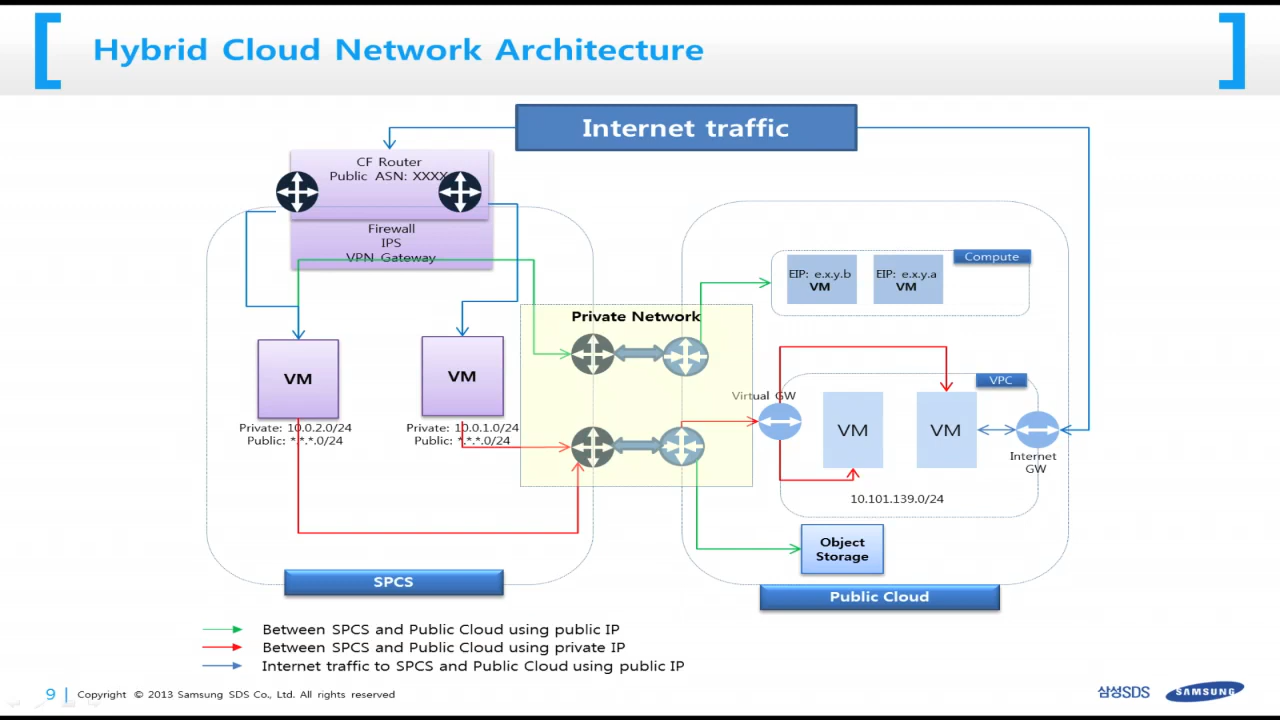 Hybrid Cloud Network Architecture
Internet traffic
CF Router
Public ASN: XXXX
Firewall
IPS
VPN Gateway
Private Network
Compute
EIP: e.x.y.b
VM
EIP: e.x.y.a
VM
VM
Private: 10.0.2.0/24
Public: *.*.*.0/24
VM
Private: 10.0.1.0/24
Public: *.*.*.0/24
Virtual GW
VPC
VM
VM
Internet
GW
10.101.139.0/24
Object
Storage
SPCS
Public Cloud
Between SPCS and Public Cloud using public IP
Between SPCS and Public Cloud using private IP
Internet traffic to SPCS and Public Cloud using public IP
9 | Copyright © 2013 Samsung SDS Co., Ltd. All rights reserved
삼성SDS
SAMSUNG